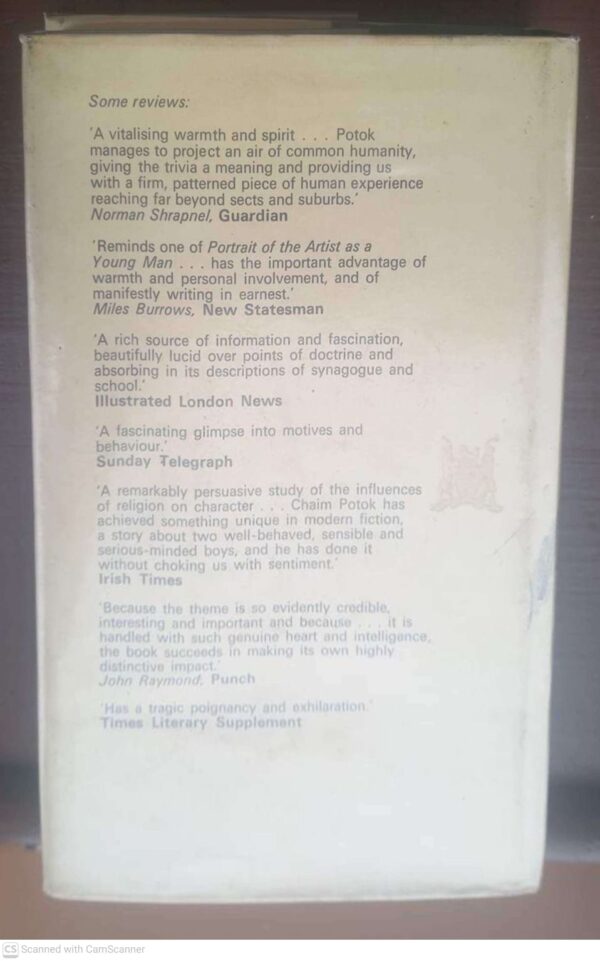 Some reviews:
'A vitalising warmth and spirit . . . Potok
manages to project an air of common humanity,
giving the trivia a meaning and providing us
with a firm, patterned piece of human experience
reaching far beyond sects and suburbs.'
Norman Shrapnel, Guardian
'Reminds one of Portrait of the Artist as a
Young Man . . . has the important advantage of
warmth and personal involvement, and of
manifestly writing in earnest.'
Miles Burrows, New Statesman
'A rich source of information and fascination,
beautifully lucid over points of doctrine and
absorbing in its descriptions of synagogue and
school.'
Illustrated London News
'A fascinating glimpse into motives and
behaviour.'
Sunday Telegraph
'A remarkably persuasive study of the influences
of religion on character . . . Chaim Potok has
achieved something unique in modern fiction,
a story about two well-behaved, sensible and
serious-minded boys, and he has done it
without choking us with sentiment.'
Irish Times
'Because the theme is so evidently credible,
interesting and important and because . . . it is
handled with such genuine heart and intelligence,
the book succeeds in making its own highly
distinctive impact.'
John Raymond, Punch
'Has a tragic poignancy and exhilaration.'
Times Literary Supplement
CS Scanned with CamScanner